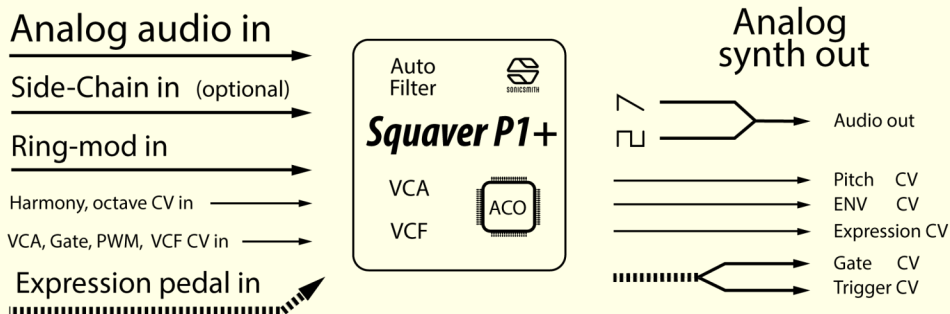 Analog audio in
Side-Chain in (optional)
Ring-mod in
Harmony, octave CV in
VCA, Gate, PWM, VCF CV in
Expression pedal in
Auto
Filter
SONICSMITH
Squaver P1+
VCA
ACO
VCF
Analog
synth out
Audio out
Pitch CV
ENV CV
Expression CV
Gate CV
Trigger CV